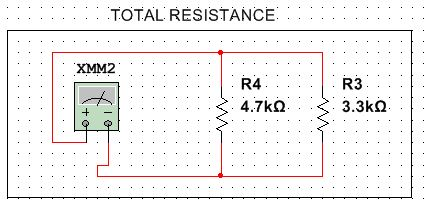 TOTAL RESISTANCE
XMM2
+ −
R4
4.7kΩ
R3
3.3kΩ